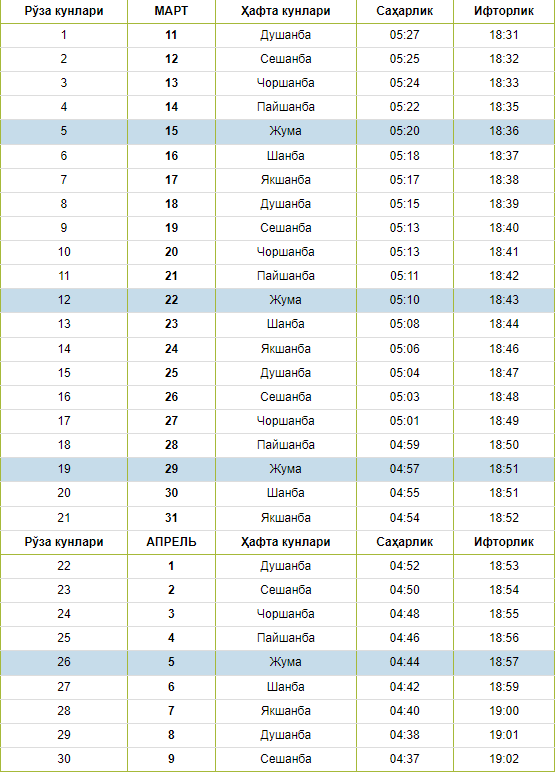 Рўза кунлари МАРТ Ҳафта кунлари Саҳарлик Ифторлик
1 11 Душанба 05:27 18:31
2 12 Сешанба 05:25 18:32
3 13 Чоршанба 05:24 18:33
4 14 Пайшанба 05:22 18:35
5 15 Жума 05:20 18:36
6 16 Шанба 05:18 18:37
7 17 Якшанба 05:17 18:38
8 18 Душанба 05:15 18:39
9 19 Сешанба 05:13 18:40
10 20 Чоршанба 05:13 18:41
11 21 Пайшанба 05:11 18:42
12 22 Жума 05:10 18:43
13 23 Шанба 05:08 18:44
14 24 Якшанба 05:06 18:46
15 25 Душанба 05:04 18:47
16 26 Сешанба 05:03 18:48
17 27 Чоршанба 05:01 18:49
18 28 Пайшанба 04:59 18:50
19 29 Жума 04:57 18:51
20 30 Шанба 04:55 18:51
21 31 Якшанба 04:54 18:52
Рўза кунлари АПРЕЛЬ Ҳафта кунлари Саҳарлик Ифторлик
22 1 Душанба 04:52 18:53
23 2 Сешанба 04:50 18:54
24 3 Чоршанба 04:48 18:55
25 4 Пайшанба 04:46 18:56
26 5 Жума 04:44 18:57
27 6 Шанба 04:42 18:59
28 7 Якшанба 04:40 19:00
29 8 Душанба 04:38 19:01
30 9 Сешанба 04:37 19:02